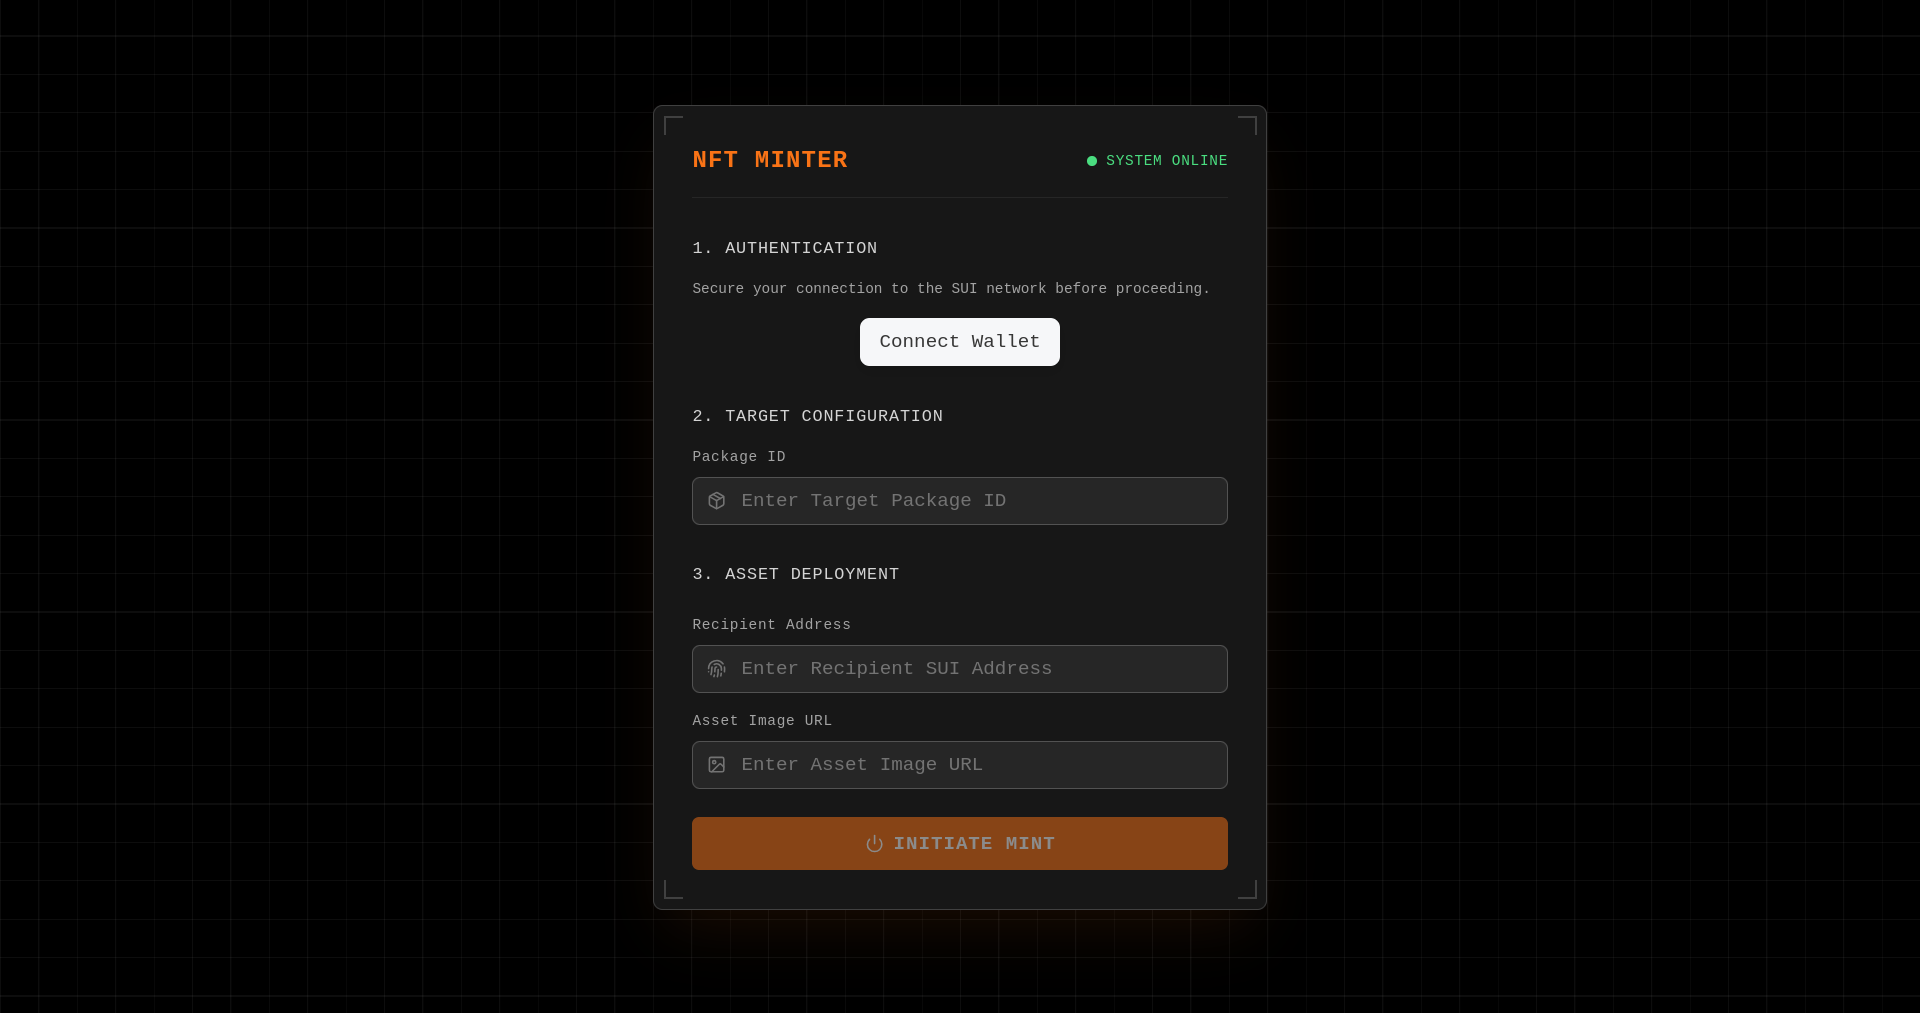 NFT MINTER
SYSTEM ONLINE
1. AUTHENTICATION
Secure your connection to the SUI network before proceeding.
Connect Wallet
2. TARGET CONFIGURATION
Package ID
Enter Target Package ID
3. ASSET DEPLOYMENT
Recipient Address
Enter Recipient SUI Address
Asset Image URL
Enter Asset Image URL
INITIATE MINT